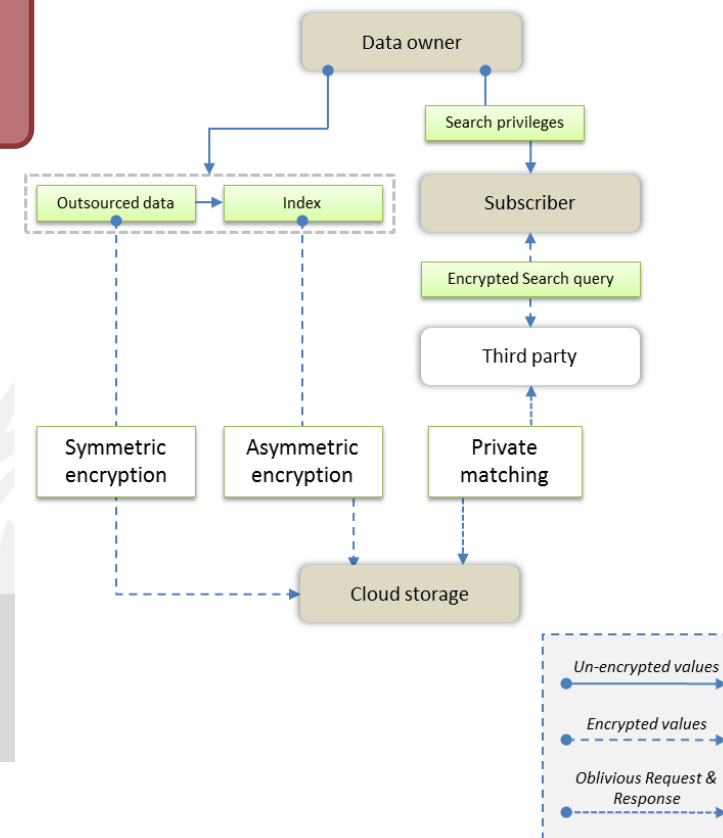 Data owner
Search privileges
Outsourced data
Index
Subscriber
Encrypted Search query
Third party
Symmetric
encryption
Asymmetric
encryption
Private
matching
Cloud storage
Un-encrypted values
Encrypted values
Oblivious Request &
Response